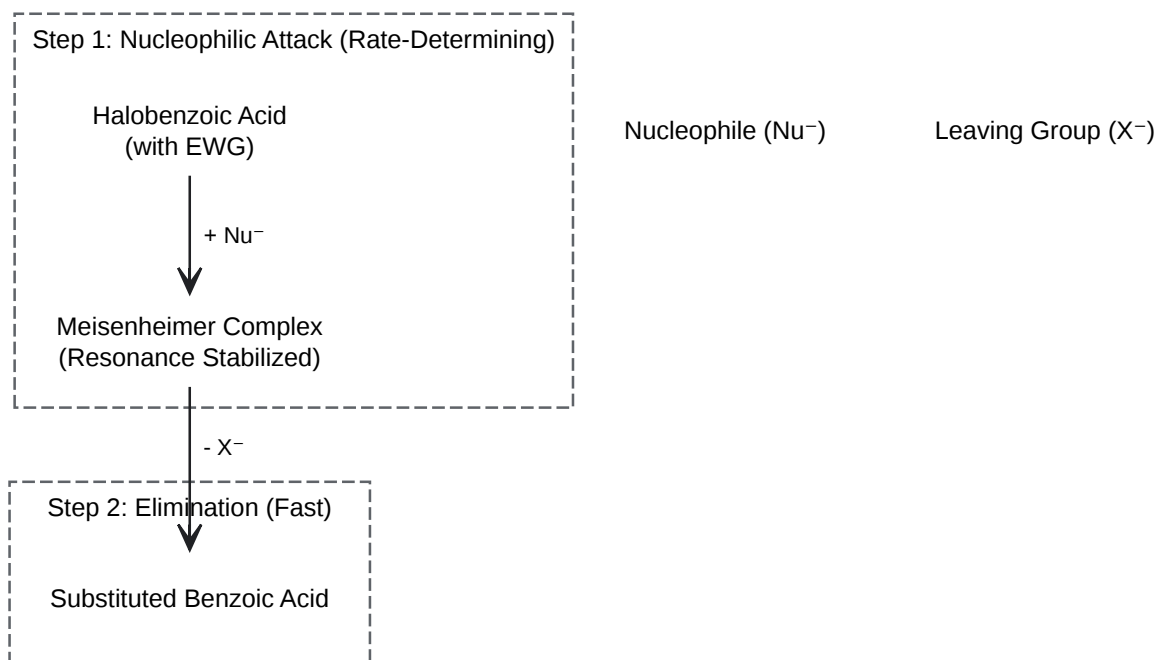 Step 1: Nucleophilic Attack (Rate-Determining)
Halobenzoic Acid
(with EWG)
Nucleophile (Nu⁻)
Leaving Group (X⁻)
+ Nu⁻
Meisenheimer Complex
(Resonance Stabilized)
- X⁻
Step 2: Elimination (Fast)
Substituted Benzoic Acid